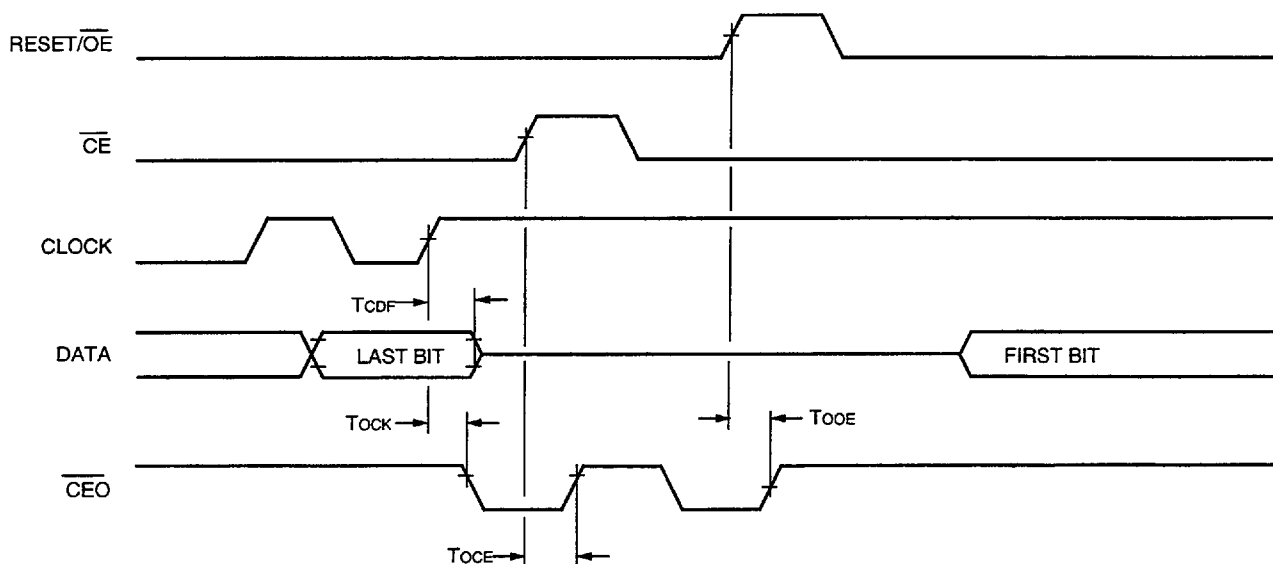 RESET/OE
CE
CLOCK
TCDF
DATA
LAST BIT
FIRST BIT
TOCK
TOOE
CEO
TOCE